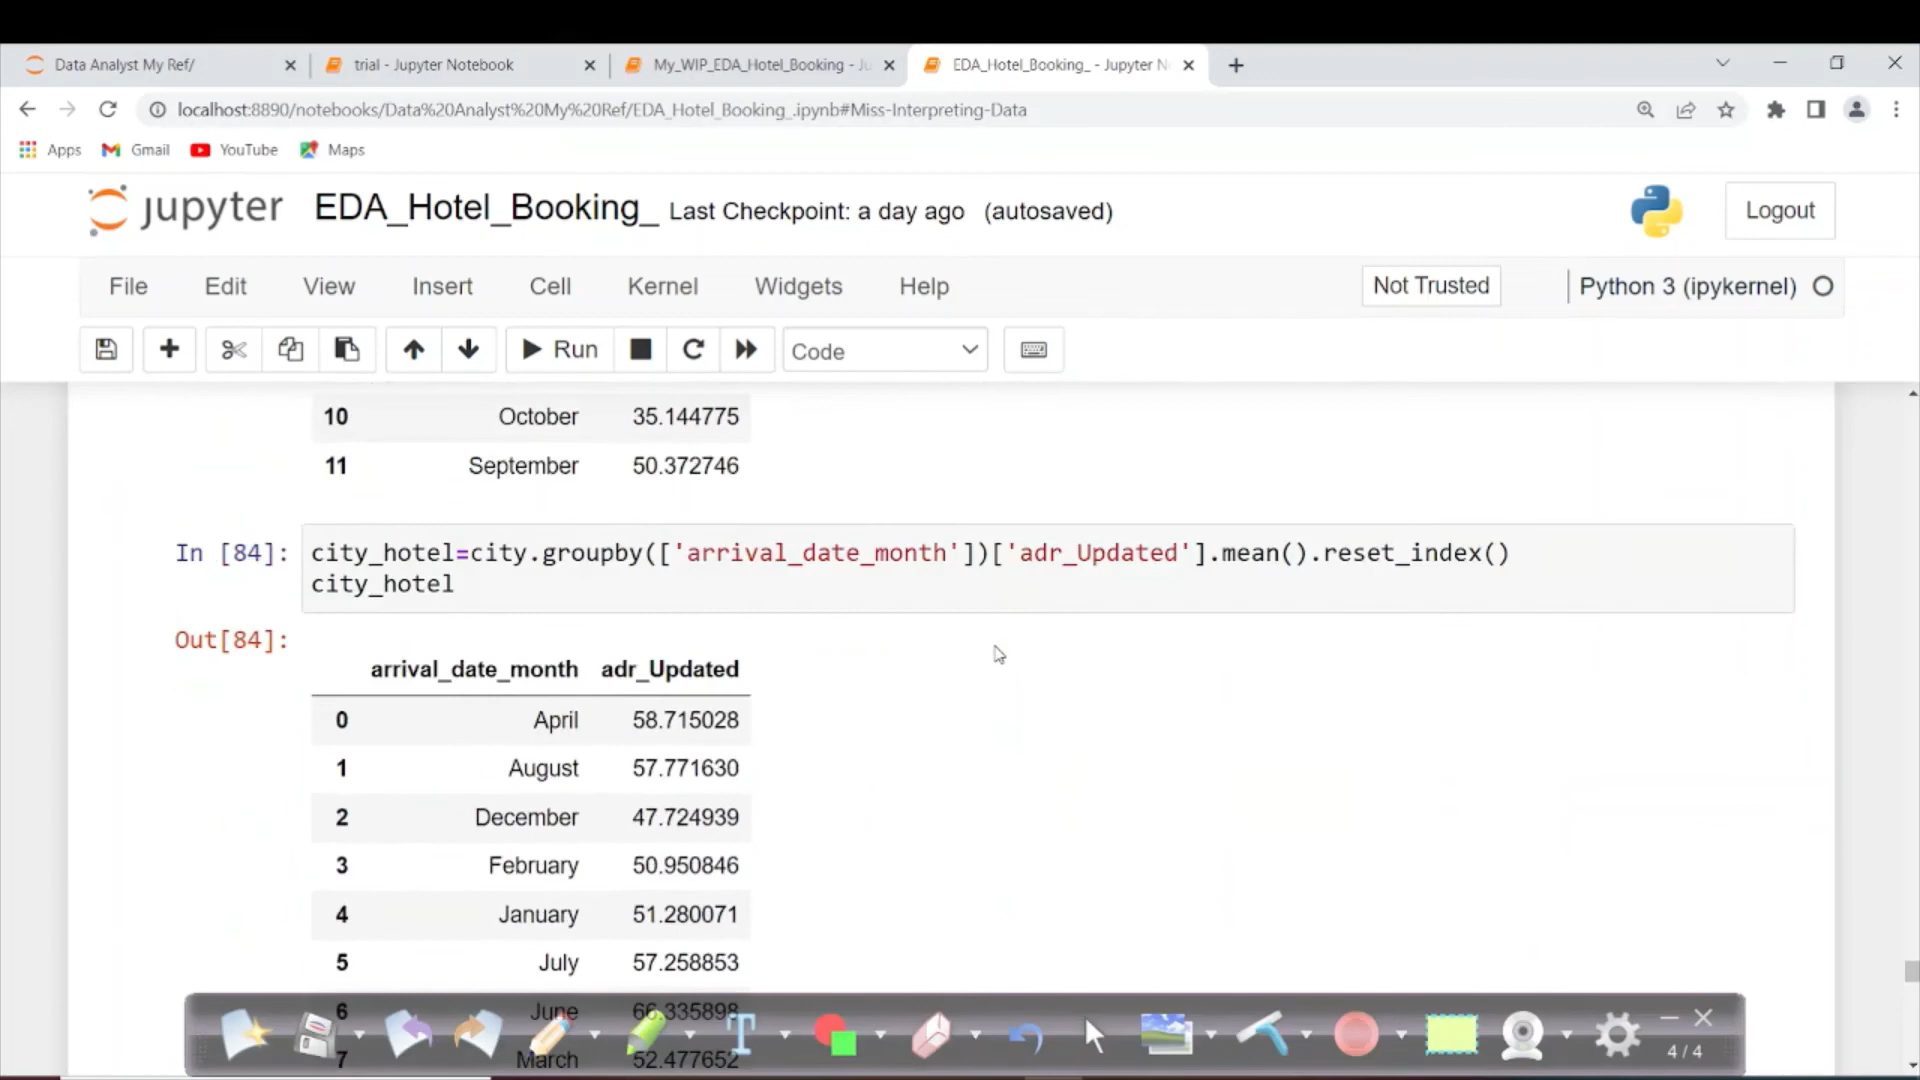 Data Analyst My Ref/
trial - Jupyter Notebook
My_WIP_EDA_Hotel_Booking - Ju
EDA_Hotel_Booking_ - Jupyter N
localhost:8890/notebooks/Data%20Analyst%20My%20Ref/EDA_Hotel_Booking_.ipynb#Miss-Interpreting-Data
Apps Gmail YouTube Maps
jupyter EDA_Hotel_Booking_ Last Checkpoint: a day ago (autosaved) Logout
File Edit View Insert Cell Kernel Widgets Help Not Trusted Python 3 (ipykernel)
Run Code
10 October 35.144775
11 September 50.372746
In [84]: city_hotel=city.groupby(['arrival_date_month'])['adr_Updated'].mean().reset_index()
city_hotel
Out[84]:
arrival_date_month adr_Updated
0 April 58.715028
1 August 57.771630
2 December 47.724939
3 February 50.950846
4 January 51.280071
5 July 57.258853
6 June 66.335898
7 March 52.477652
T
4 / 4